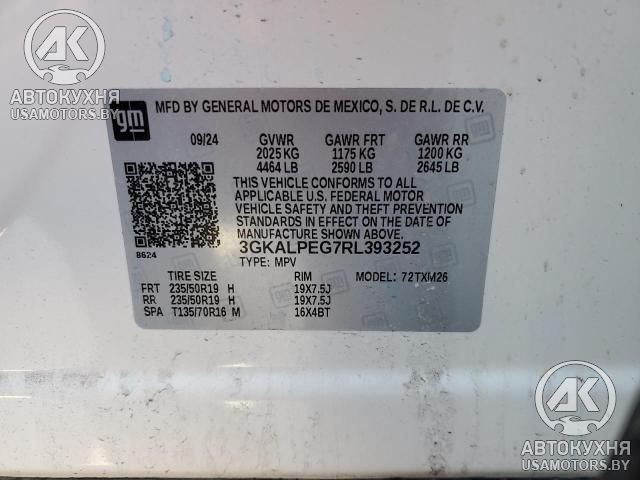 АК
АВТОКУХНЯ
USAMOTORS.BY
gm
MFD BY GENERAL MOTORS DE MEXICO, S. DE R.L. DE C.V.
09/24 GVWR GAWR FRT GAWR RR
2025 KG 1175 KG 1200 KG
4464 LB 2590 LB 2645 LB
THIS VEHICLE CONFORMS TO ALL
APPLICABLE U.S. FEDERAL MOTOR
VEHICLE SAFETY AND THEFT PREVENTION
STANDARDS IN EFFECT ON THE DATE OF
MANUFACTURE SHOWN ABOVE.
8624 3GKALPEG7RL393252
TYPE: MPV
TIRE SIZE RIM MODEL: 72TXM26
FRT 235/50R19 H 19X7.5J
RR 235/50R19 H 19X7.5J
SPA T135/70R16 M 16X4BT
АК
АВТОКУХНЯ
USAMOTORS.BY